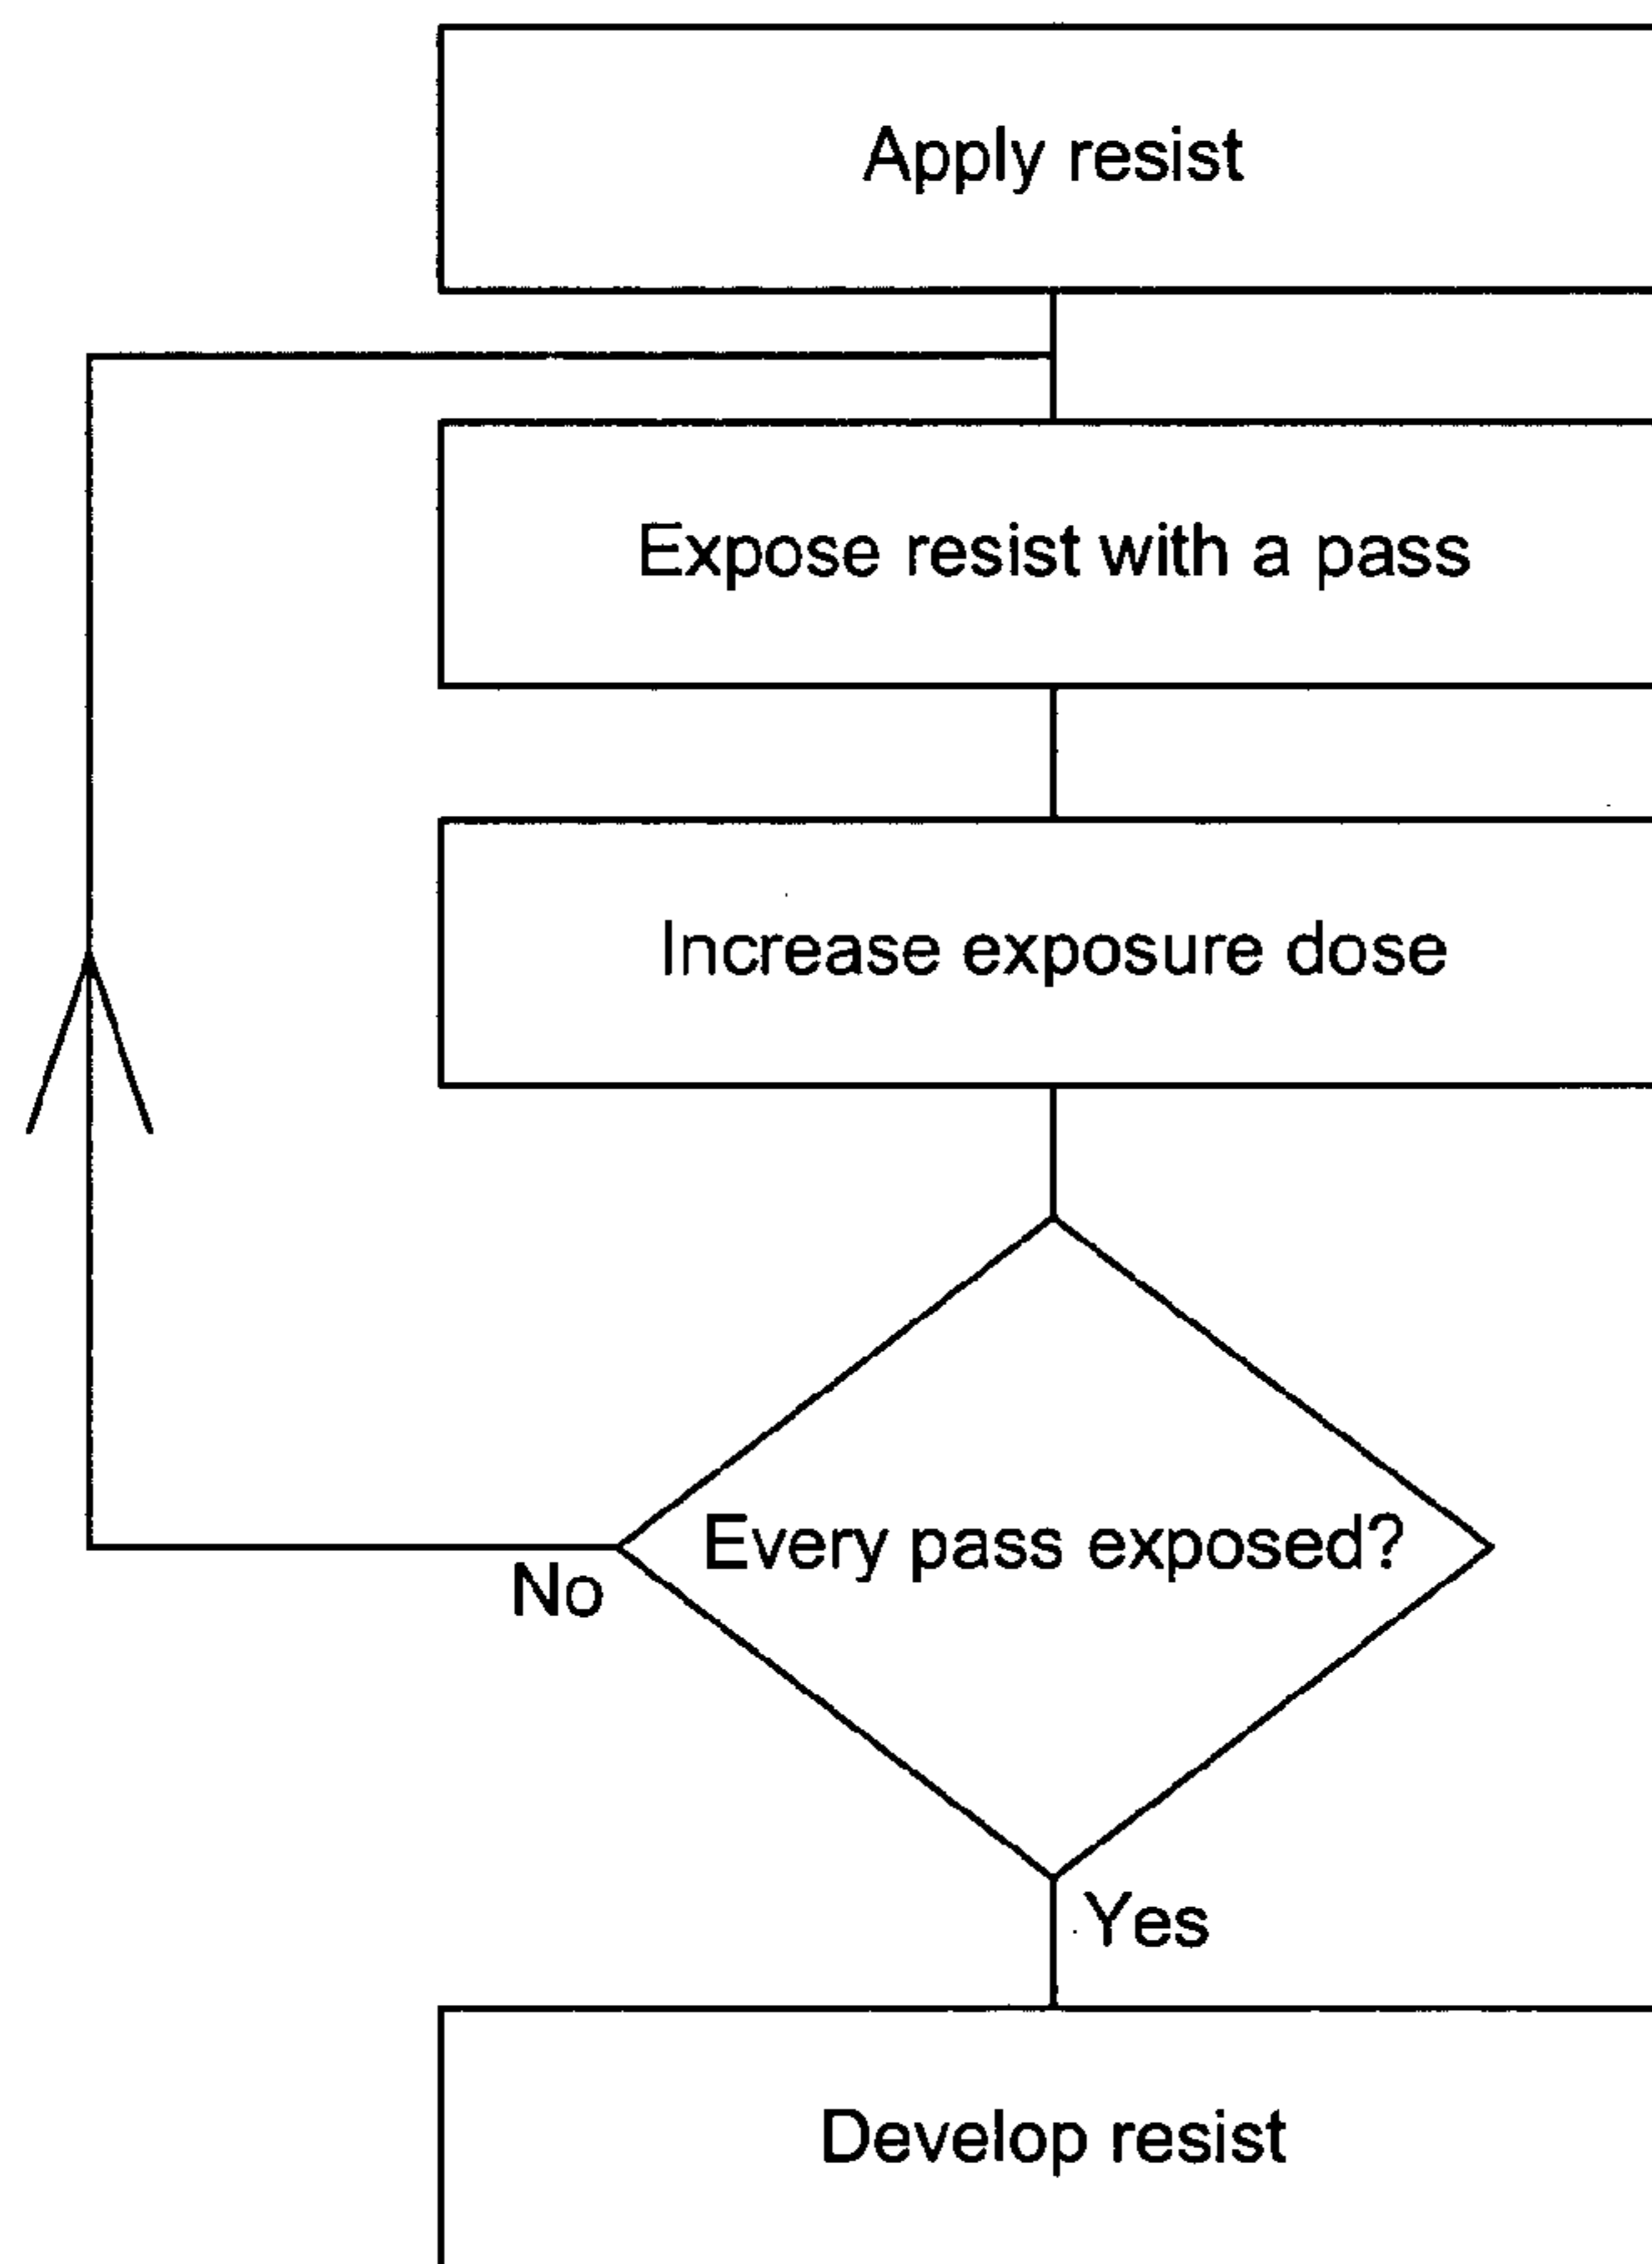 Apply resist
Expose resist with a pass
Increase exposure dose
Every pass exposed?
No
Yes
Develop resist